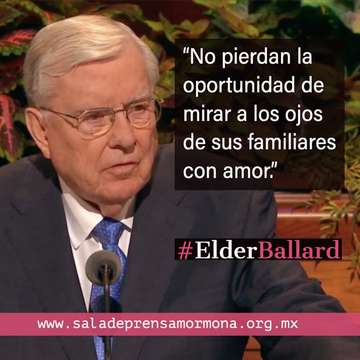 “No pierdan la
oportunidad de
mirar a los ojos
de sus familiares
con amor.”
#ElderBallard
www.saladeprensamormona.org.mx